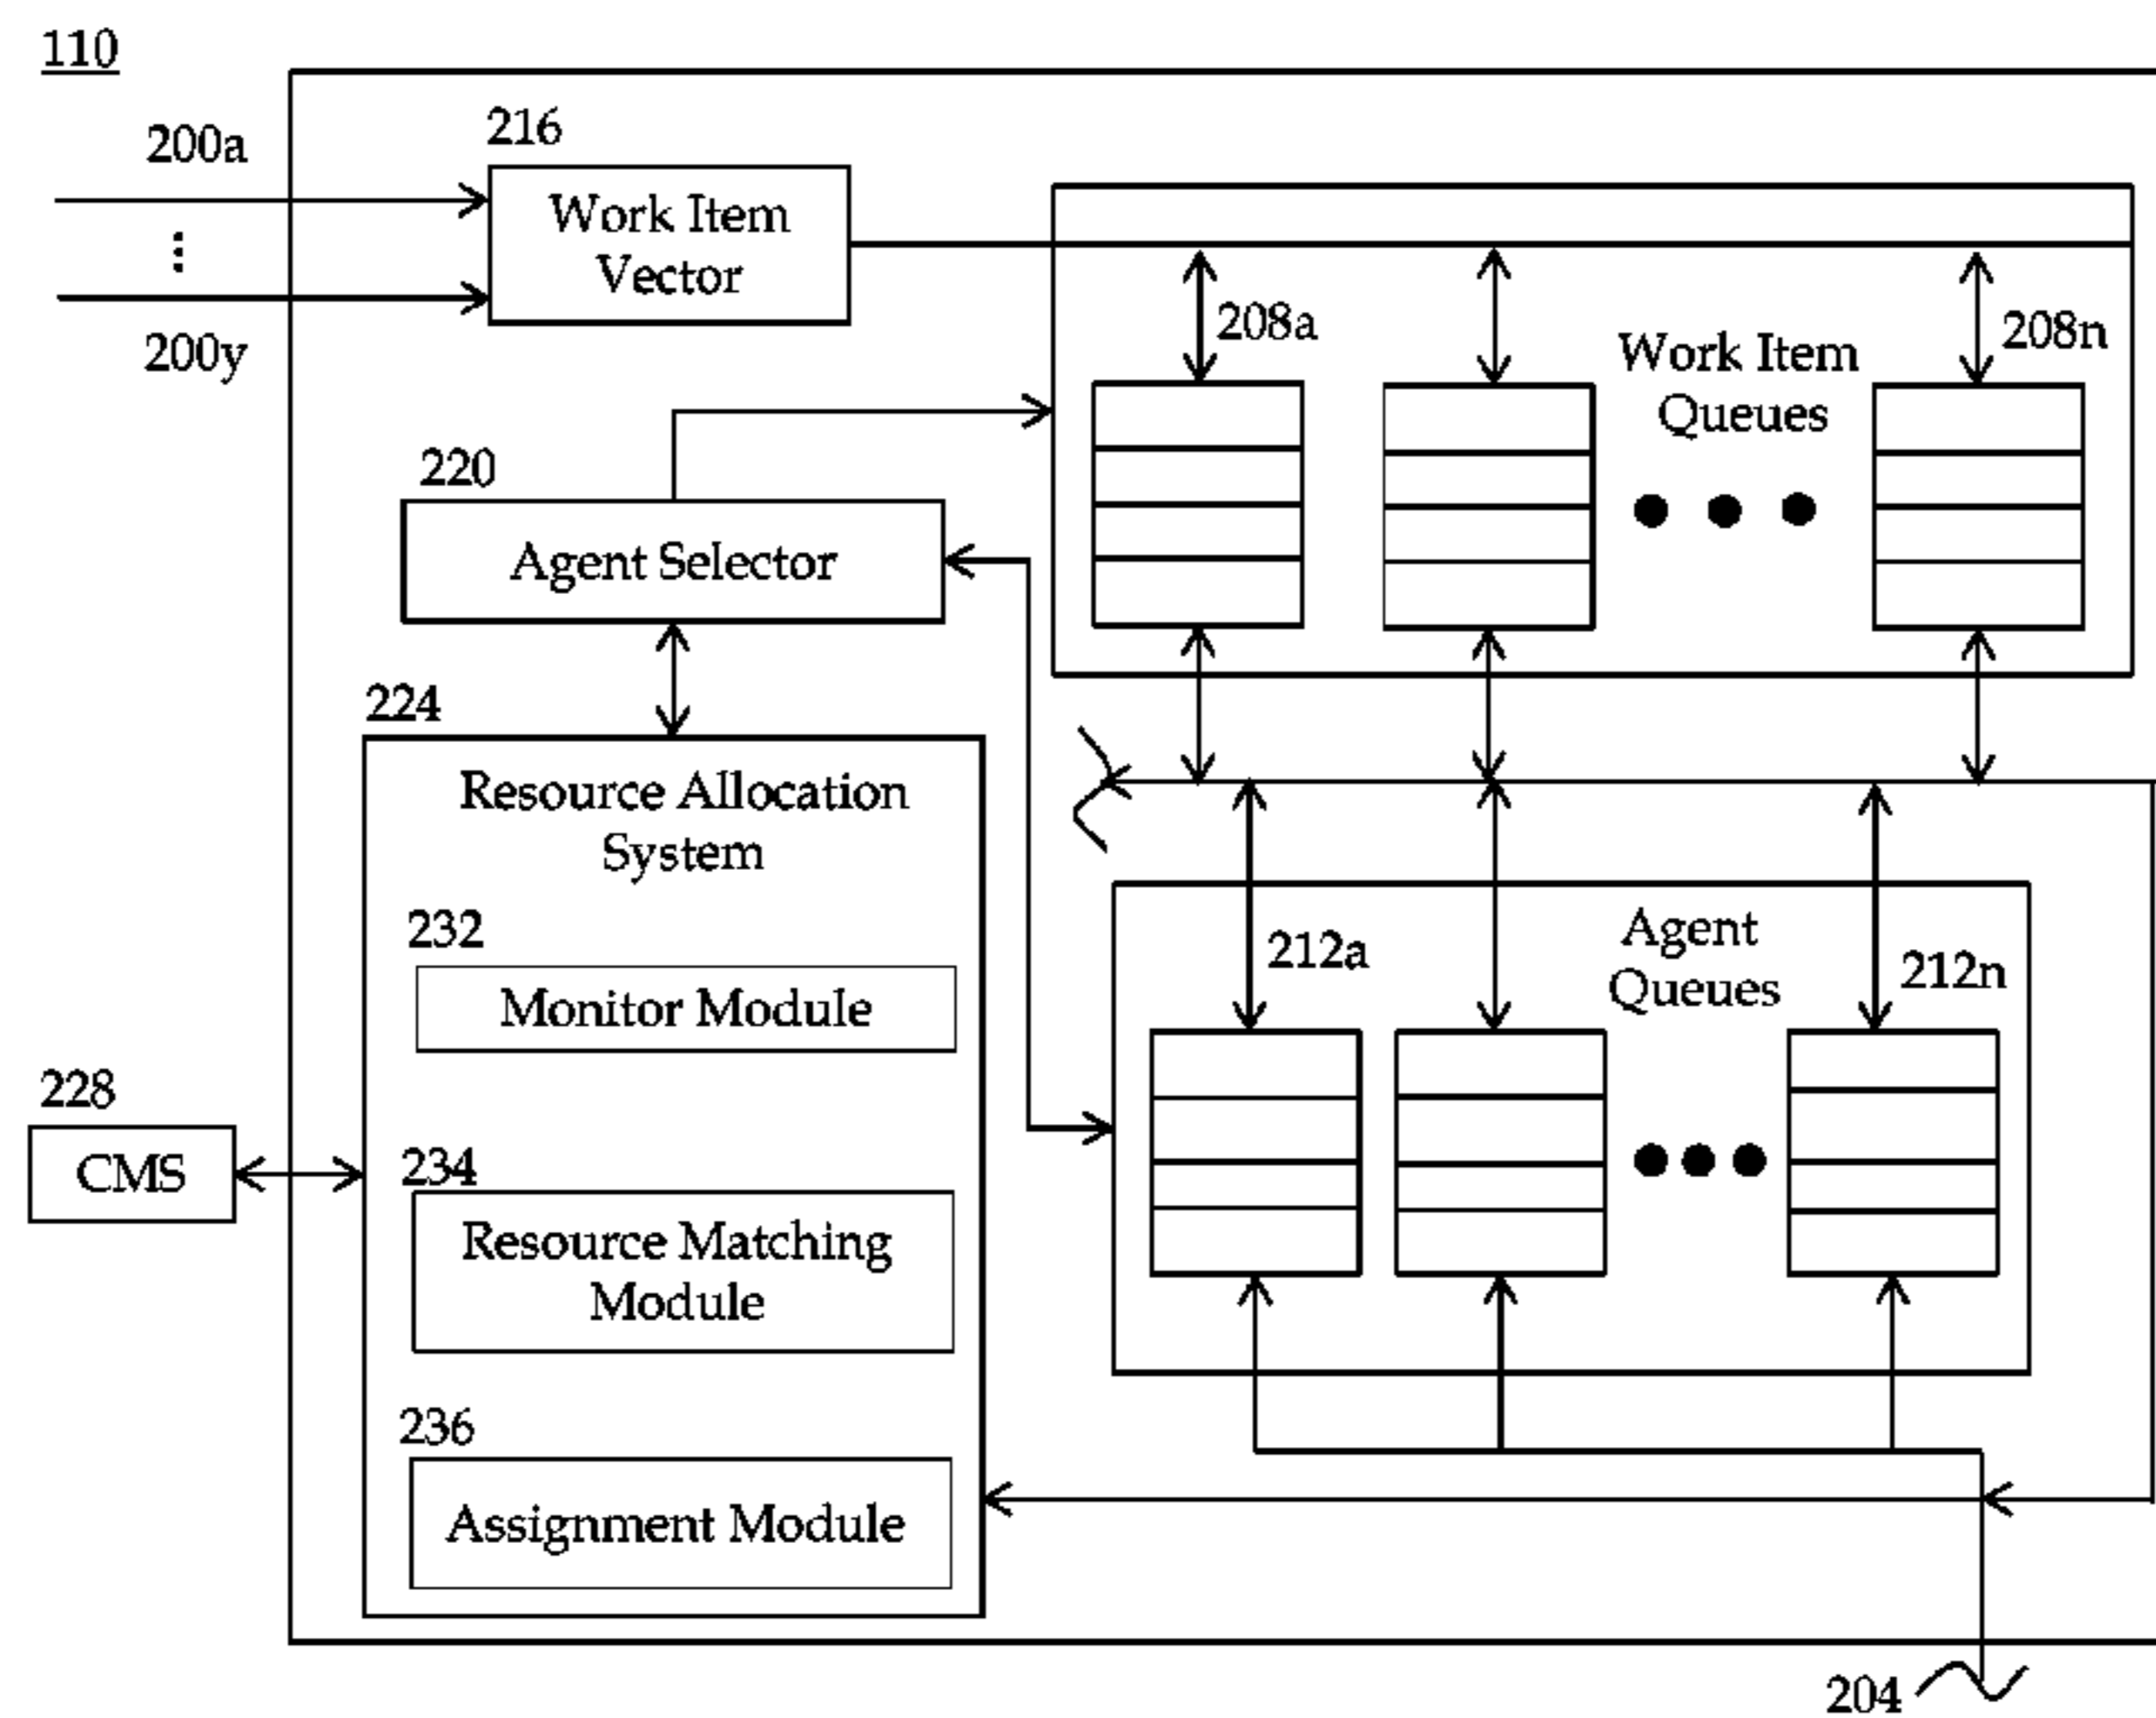 110
200a
216
Work Item
Vector
200y
208a
Work Item
Queues
208n
220
Agent Selector
224
Resource Allocation
System
232
Monitor Module
212a
Agent
Queues
212n
228
CMS
234
Resource Matching
Module
236
Assignment Module
204